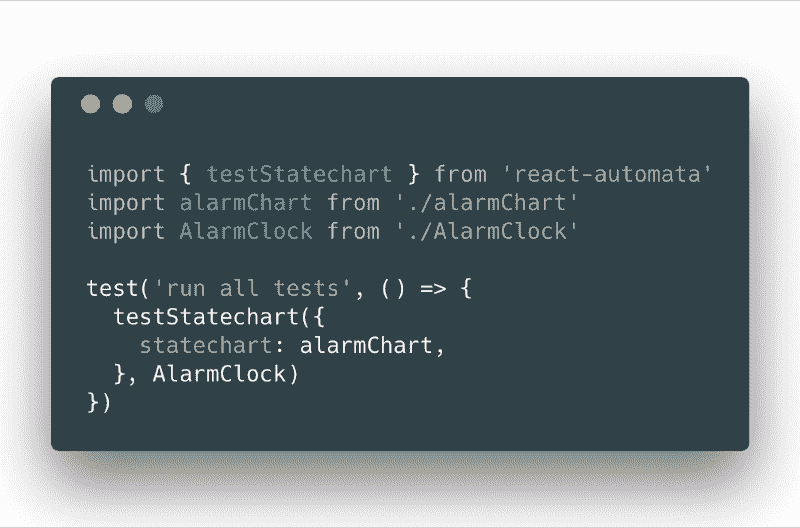 import { testStatechart } from 'react-automata'
import alarmChart from './alarmChart'
import AlarmClock from './AlarmClock'

test('run all tests', () => {
  testStatechart({
    statechart: alarmChart,
  }, AlarmClock)
})